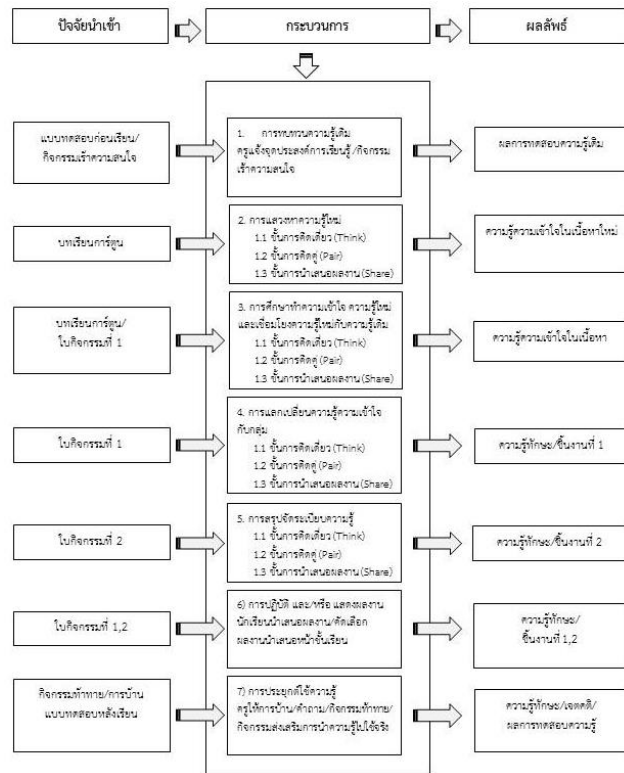 ปัจจัยนำเข้า
กระบวนการ
ผลลัพธ์
แบบทดสอบก่อนเรียน/
กิจกรรมเร้าความสนใจ
1. การทบทวนความรู้เดิม
ครูแจ้งจุดประสงค์การเรียนรู้ /กิจกรรม
เร้าความสนใจ
ผลการทดสอบความรู้เดิม
บทเรียนการ์ตูน
2. การแสวงหาความรู้ใหม่
1.1 ขั้นการคิดเดี่ยว (Think)
1.2 ขั้นการคิดคู่ (Pair)
1.3 ขั้นการนำเสนอผลงาน (Share)
ความรู้ความเข้าใจในเนื้อหาใหม่
บทเรียนการ์ตูน/
ใบกิจกรรมที่ 1
3. การศึกษาทำความเข้าใจ ความรู้ใหม่
และเชื่อมโยงความรู้ใหม่กับความรู้เดิม
1.1 ขั้นการคิดเดี่ยว (Think)
1.2 ขั้นการคิดคู่ (Pair)
1.3 ขั้นการนำเสนอผลงาน (Share)
ความรู้ความเข้าใจในเนื้อหา
ใบกิจกรรมที่ 1
4. การแลกเปลี่ยนความรู้ความเข้าใจ
กับกลุ่ม
1.1 ขั้นการคิดเดี่ยว (Think)
1.2 ขั้นการคิดคู่ (Pair)
1.3 ขั้นการนำเสนอผลงาน (Share)
ความรู้ทักษะ/ชิ้นงานที่ 1
ใบกิจกรรมที่ 2
5. การสรุปจัดระเบียบความรู้
1.1 ขั้นการคิดเดี่ยว (Think)
1.2 ขั้นการคิดคู่ (Pair)
1.3 ขั้นการนำเสนอผลงาน (Share)
ความรู้ทักษะ/ชิ้นงานที่ 2
ใบกิจกรรมที่ 1,2
6) การปฏิบัติ และ/หรือ แสดงผลงาน
นักเรียนนำเสนอผลงาน/คัดเลือก
ผลงานนำเสนอหน้าชั้นเรียน
ความรู้ทักษะ/
ชิ้นงานที่ 1,2
กิจกรรมท้าทาย/การบ้าน
แบบทดสอบหลังเรียน
7) การประยุกต์ใช้ความรู้
ครูให้การบ้าน/คำถาม/กิจกรรมท้าทาย/
กิจกรรมส่งเสริมการนำความรู้ไปใช้จริง
ความรู้ทักษะ/เจตคติ/
ผลการทดสอบความรู้